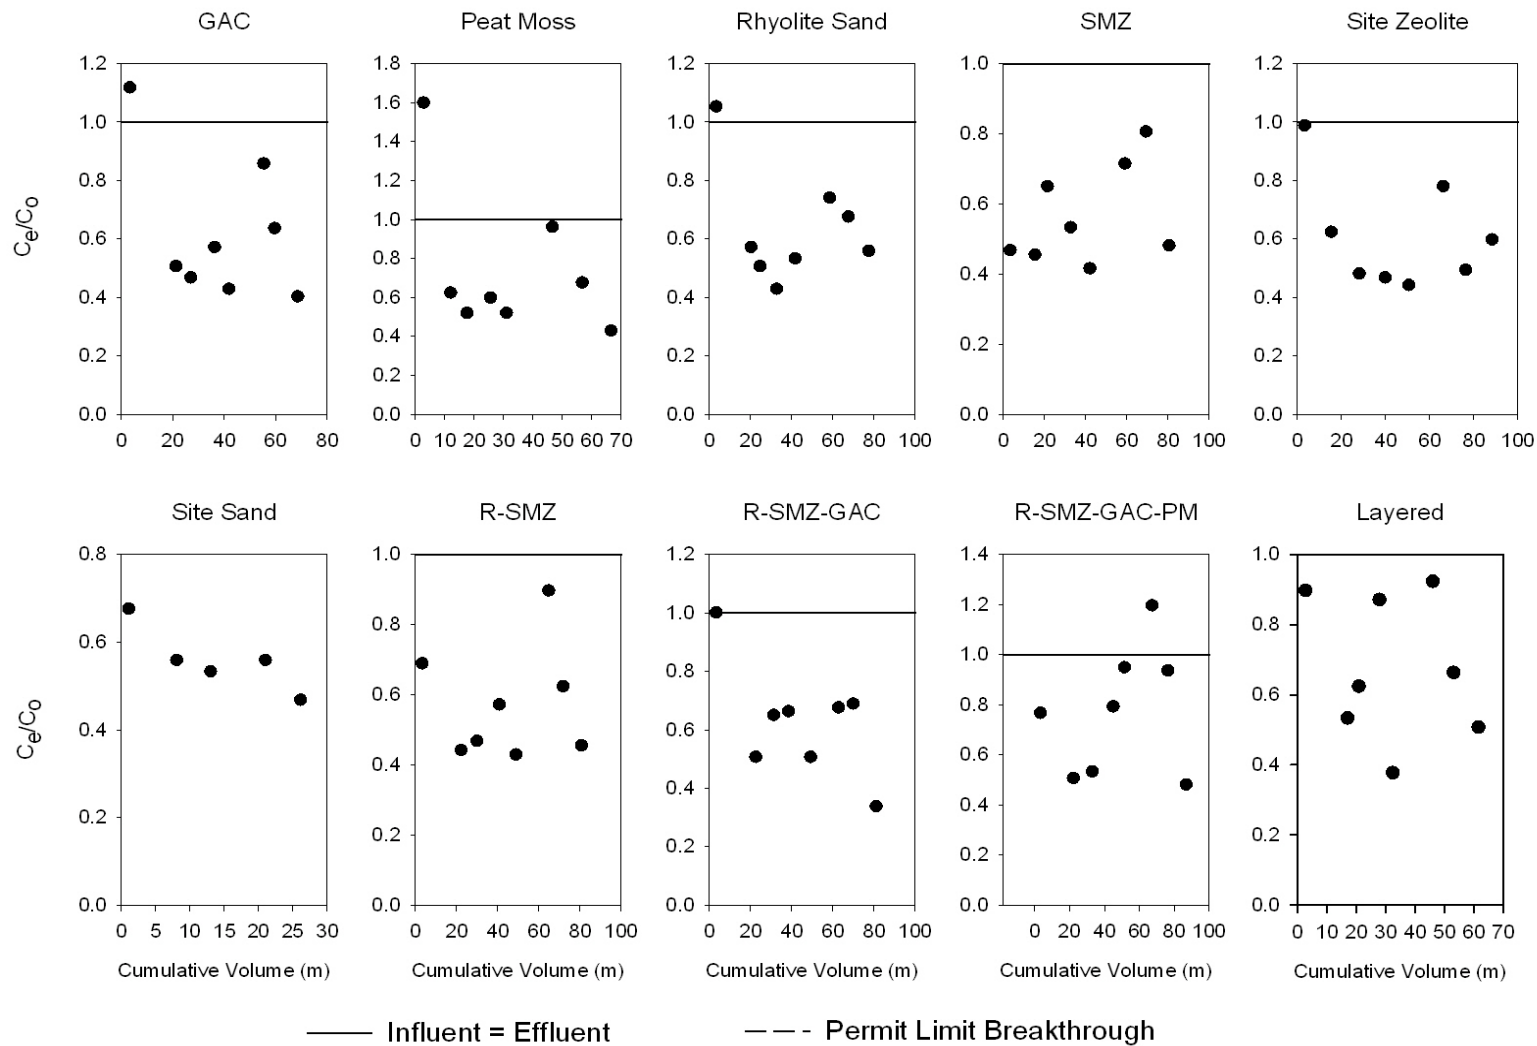 GAC Peat Moss Rhyolite Sand SMZ Site Zeolite
1.2 1.8 1.2 1.0 1.2
1.6
1.0 1.4 1.0 0.8 1.0
0.8 1.2 0.8 0.8
1.0 0.6
Ce/Co
0.6 0.8 0.6 0.6
0.4 0.6 0.4 0.4 0.4
0.2 0.4 0.2 0.2 0.2
0.2
0.0 0.0 0.0 0.0 0.0
0 20 40 60 80 0 10 20 30 40 50 60 70 0 20 40 60 80 100 0 20 40 60 80 100 0 20 40 60 80 100
Site Sand R-SMZ R-SMZ-GAC R-SMZ-GAC-PM Layered
0.8 1.0 1.2 1.4 1.0
1.0 1.2
0.6 0.8 0.8 1.0 0.8
Ce/Co
0.4 0.6 0.6 0.8 0.6
0.4 0.4 0.6 0.4
0.2 0.2 0.2 0.4 0.2
0.2
0.0 0.0 0.0 0.0 0.0
0 5 10 15 20 25 30 0 20 40 60 80 100 0 20 40 60 80 100 0 20 40 60 80 100 0 10 20 30 40 50 60 70
Cumulative Volume (m) Cumulative Volume (m) Cumulative Volume (m) Cumulative Volume (m) Cumulative Volume (m)
Influent = Effluent Permit Limit Breakthrough